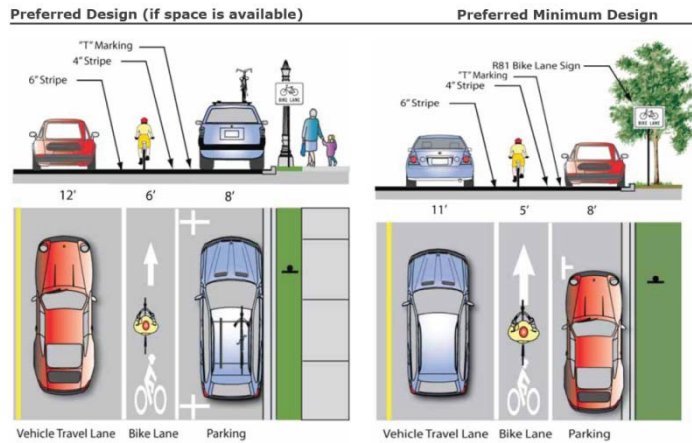 Preferred Design (if space is available)
"T" Marking
4" Stripe
6" Stripe
BIKE LANE
12'
6'
8'
Vehicle Travel Lane
Bike Lane
Parking
Preferred Minimum Design
R81 Bike Lane Sign
"T" Marking
4" Stripe
6" Stripe
BIKE LANE
11'
5'
8'
Vehicle Travel Lane
Bike Lane
Parking